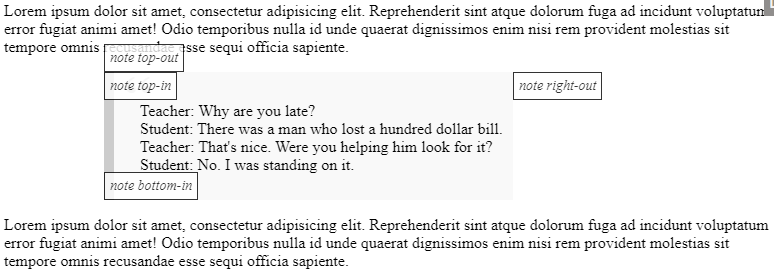 Lorem ipsum dolor sit amet, consectetur adipisicing elit. Reprehenderit sint atque dolorum fuga ad incidunt voluptatum
error fugiat animi amet! Odio temporibus nulla id unde quaerat dignissimos enim nisi rem provident molestias sit
tempore omnis recusandae esse sequi officia sapiente.
note top-out
note top-in
note right-out
Teacher: Why are you late?
Student: There was a man who lost a hundred dollar bill.
Teacher: That's nice. Were you helping him look for it?
Student: No. I was standing on it.
note bottom-in
Lorem ipsum dolor sit amet, consectetur adipisicing elit. Reprehenderit sint atque dolorum fuga ad incidunt voluptatum
error fugiat animi amet! Odio temporibus nulla id unde quaerat dignissimos enim nisi rem provident molestias sit
tempore omnis recusandae esse sequi officia sapiente.